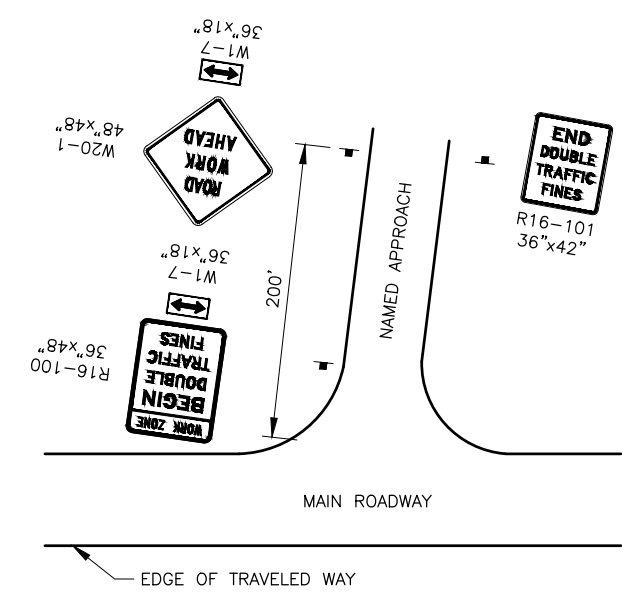 W1-7
36"x18"
W20-1
48"x48"
ROAD
WORK
AHEAD
W1-7
36"x18"
R16-100
36"x48"
WORK ZONE
BEGIN
DOUBLE
TRAFFIC
FINES
200'
NAMED APPROACH
END
DOUBLE
TRAFFIC
FINES
R16-101
36"x42"
MAIN ROADWAY
EDGE OF TRAVELED WAY